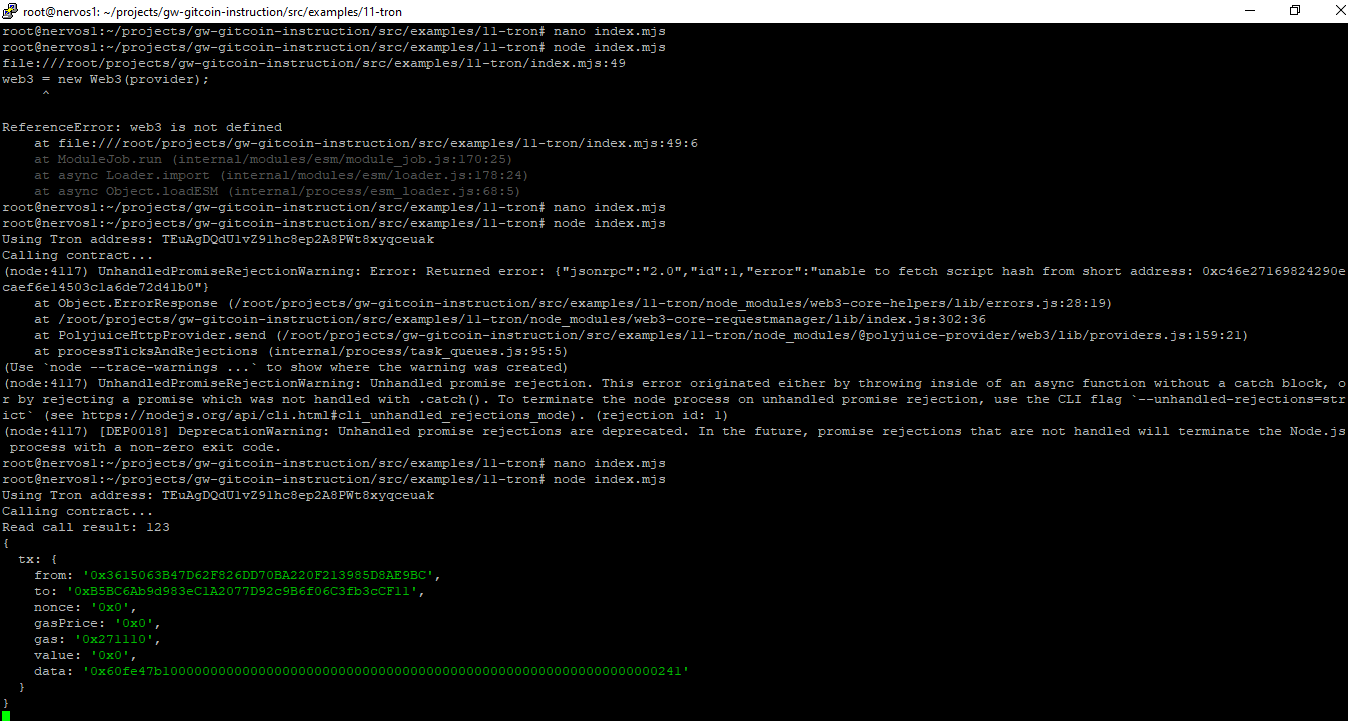 root@nervos1: ~/projects/gw-gitcoin-instruction/src/examples/11-tron
root@nervos1:~/projects/gw-gitcoin-instruction/src/examples/11-tron# nano index.mjs
root@nervos1:~/projects/gw-gitcoin-instruction/src/examples/11-tron# node index.mjs
file:///root/projects/gw-gitcoin-instruction/src/examples/11-tron/index.mjs:49
web3 = new Web3(provider);
     ^
ReferenceError: web3 is not defined
    at file:///root/projects/gw-gitcoin-instruction/src/examples/11-tron/index.mjs:49:6
    at ModuleJob.run (internal/modules/esm/module_job.js:170:25)
    at async Loader.import (internal/modules/esm/loader.js:178:24)
    at async Object.loadESM (internal/process/esm_loader.js:68:5)
root@nervos1:~/projects/gw-gitcoin-instruction/src/examples/11-tron# nano index.mjs
root@nervos1:~/projects/gw-gitcoin-instruction/src/examples/11-tron# node index.mjs
Using Tron address: TEuAgDQdU1vZ91hc8ep2A8PWt8xyqceuak
Calling contract...
(node:4117) UnhandledPromiseRejectionWarning: Error: Returned error: {"jsonrpc":"2.0","id":1,"error":"unable to fetch script hash from short address: 0xc46e27169824290e
caef6e14503c1a6de72d41b0"}
    at Object.ErrorResponse (/root/projects/gw-gitcoin-instruction/src/examples/11-tron/node_modules/web3-core-helpers/lib/errors.js:28:19)
    at /root/projects/gw-gitcoin-instruction/src/examples/11-tron/node_modules/web3-core-requestmanager/lib/index.js:302:36
    at PolyjuiceHttpProvider.send (/root/projects/gw-gitcoin-instruction/src/examples/11-tron/node_modules/@polyjuice-provider/web3/lib/providers.js:159:21)
    at processTicksAndRejections (internal/process/task_queues.js:95:5)
(Use `node --trace-warnings ...` to show where the warning was created)
(node:4117) UnhandledPromiseRejectionWarning: Unhandled promise rejection. This error originated either by throwing inside of an async function without a catch block, o
r by rejecting a promise which was not handled with .catch(). To terminate the node process on unhandled promise rejection, use the CLI flag `--unhandled-rejections=str
ict` (see https://nodejs.org/api/cli.html#cli_unhandled_rejections_mode). (rejection id: 1)
(node:4117) [DEP0018] DeprecationWarning: Unhandled promise rejections are deprecated. In the future, promise rejections that are not handled will terminate the Node.js
 process with a non-zero exit code.
root@nervos1:~/projects/gw-gitcoin-instruction/src/examples/11-tron# nano index.mjs
root@nervos1:~/projects/gw-gitcoin-instruction/src/examples/11-tron# node index.mjs
Using Tron address: TEuAgDQdU1vZ91hc8ep2A8PWt8xyqceuak
Calling contract...
Read call result: 123
{
  tx: {
    from: '0x3615063B47D62F826DD70BA220F213985D8AE9BC',
    to: '0xB5BC6Ab9d983eC1A2077D92c9B6f06C3fb3cCF11',
    nonce: '0x0',
    gasPrice: '0x0',
    gas: '0x271110',
    value: '0x0',
    data: '0x60fe47b10000000000000000000000000000000000000000000000000000000000000241'
  }
}